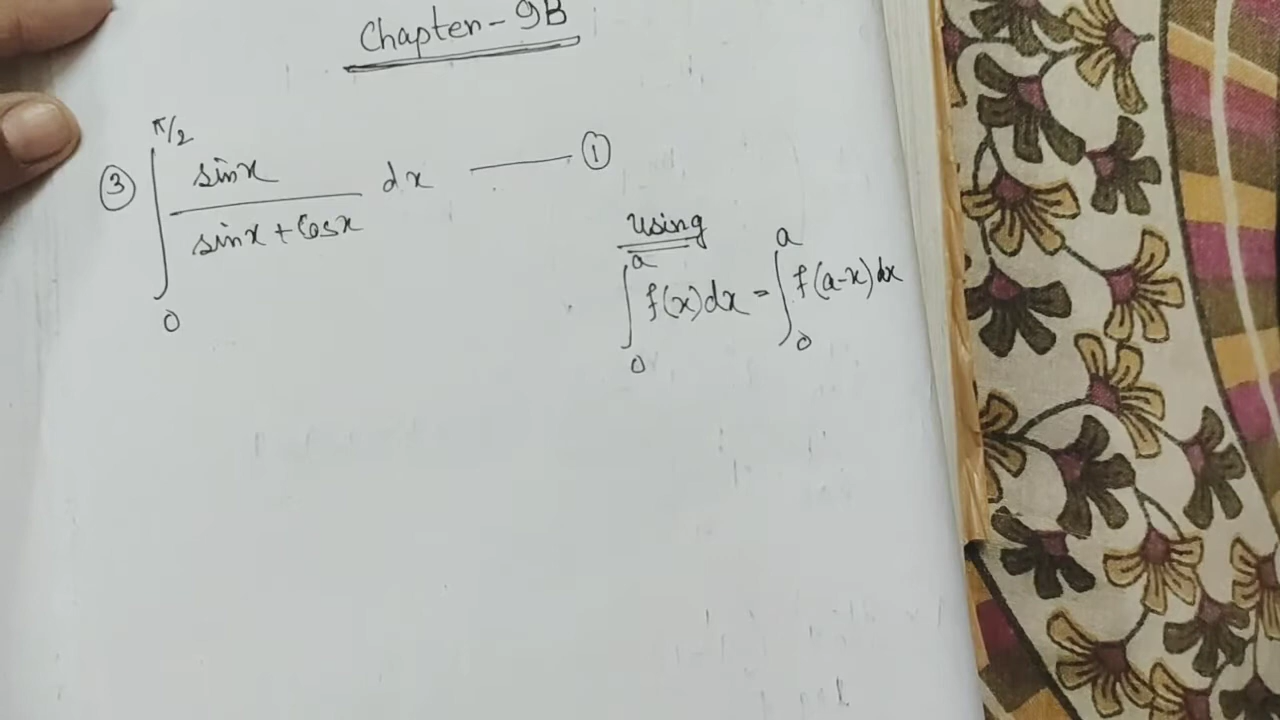 Chapter - 9B
③ ∫₀^π/2 sinx / sinx + Cosx dx ——— ①
Using
∫₀^a f(x)dx = ∫₀^a f(a-x)dx